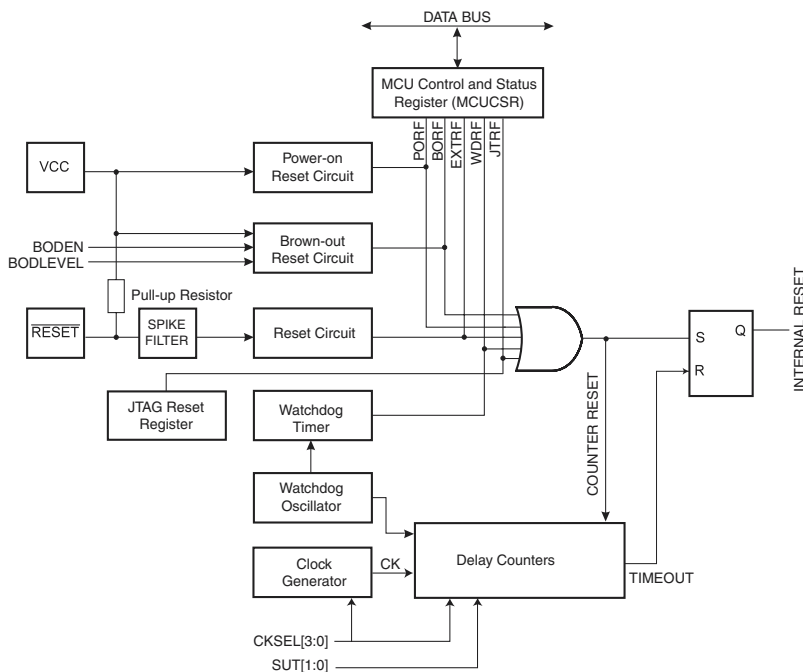 DATA BUS
MCU Control and Status
Register (MCUCSR)
PORF
BORF
EXTRF
WDRF
JTRF
VCC
Power-on
Reset Circuit
BODEN
BODLEVEL
Brown-out
Reset Circuit
Pull-up Resistor
RESET
SPIKE
FILTER
Reset Circuit
JTAG Reset
Register
Watchdog
Timer
Watchdog
Oscillator
Clock
Generator
CK
Delay Counters
CKSEL[3:0]
SUT[1:0]
COUNTER RESET
TIMEOUT
S
R
Q
INTERNAL RESET